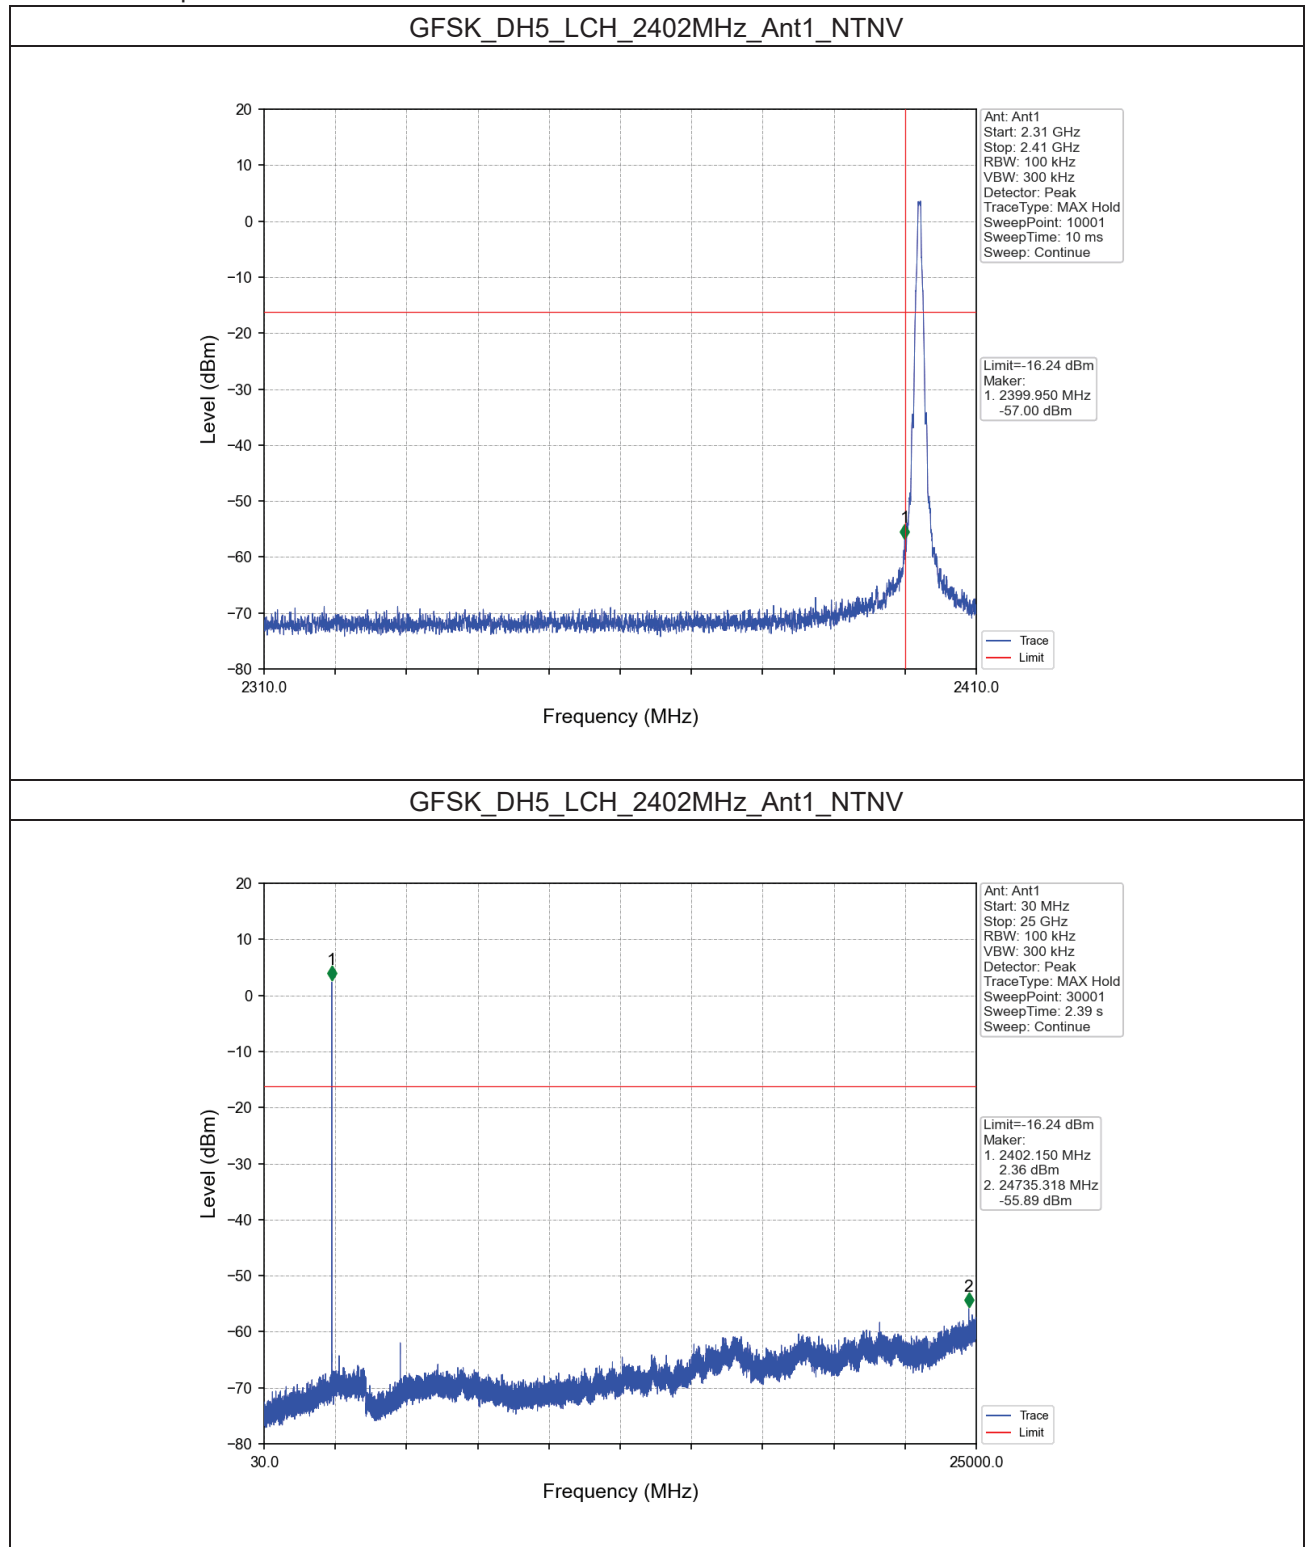 GFSK_DH5_LCH_2402MHz_Ant1_NTNV
20
10
0
−10
−20
−30
−40
−50
−60
−70
−80
Level (dBm)
1
2310.0
2410.0
Frequency (MHz)
Ant: Ant1
Start: 2.31 GHz
Stop: 2.41 GHz
RBW: 100 kHz
VBW: 300 kHz
Detector: Peak
TraceType: MAX Hold
SweepPoint: 10001
SweepTime: 10 ms
Sweep: Continue
Limit=-16.24 dBm
Maker:
1. 2399.950 MHz
-57.00 dBm
Trace
Limit
GFSK_DH5_LCH_2402MHz_Ant1_NTNV
20
10
0
−10
−20
−30
−40
−50
−60
−70
−80
Level (dBm)
1
2
30.0
25000.0
Frequency (MHz)
Ant: Ant1
Start: 30 MHz
Stop: 25 GHz
RBW: 100 kHz
VBW: 300 kHz
Detector: Peak
TraceType: MAX Hold
SweepPoint: 30001
SweepTime: 2.39 s
Sweep: Continue
Limit=-16.24 dBm
Maker:
1. 2402.150 MHz
2.36 dBm
2. 24735.318 MHz
-55.89 dBm
Trace
Limit